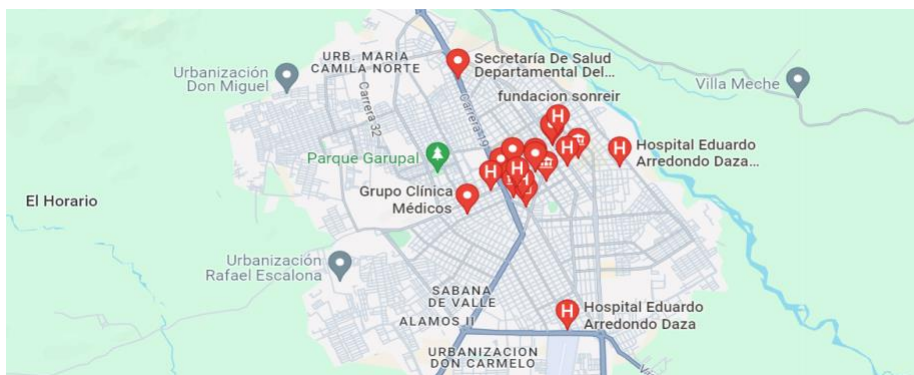 URB. MARIA
CAMILA NORTE
Secretaría De Salud
Departamental Del...
Urbanización
Don Miguel
Carrera 32
Carrera 19
Villa Meche
fundacion sonreir
Parque Garupal
Hospital Eduardo
Arredondo Daza...
Grupo Clínica
Médicos
El Horario
Urbanización
Rafael Escalona
SABANA
DE VALLE
ALAMOS II
Hospital Eduardo
Arredondo Daza
URBANIZACION
DON CARMELO
H
H
H
H
H
H
H